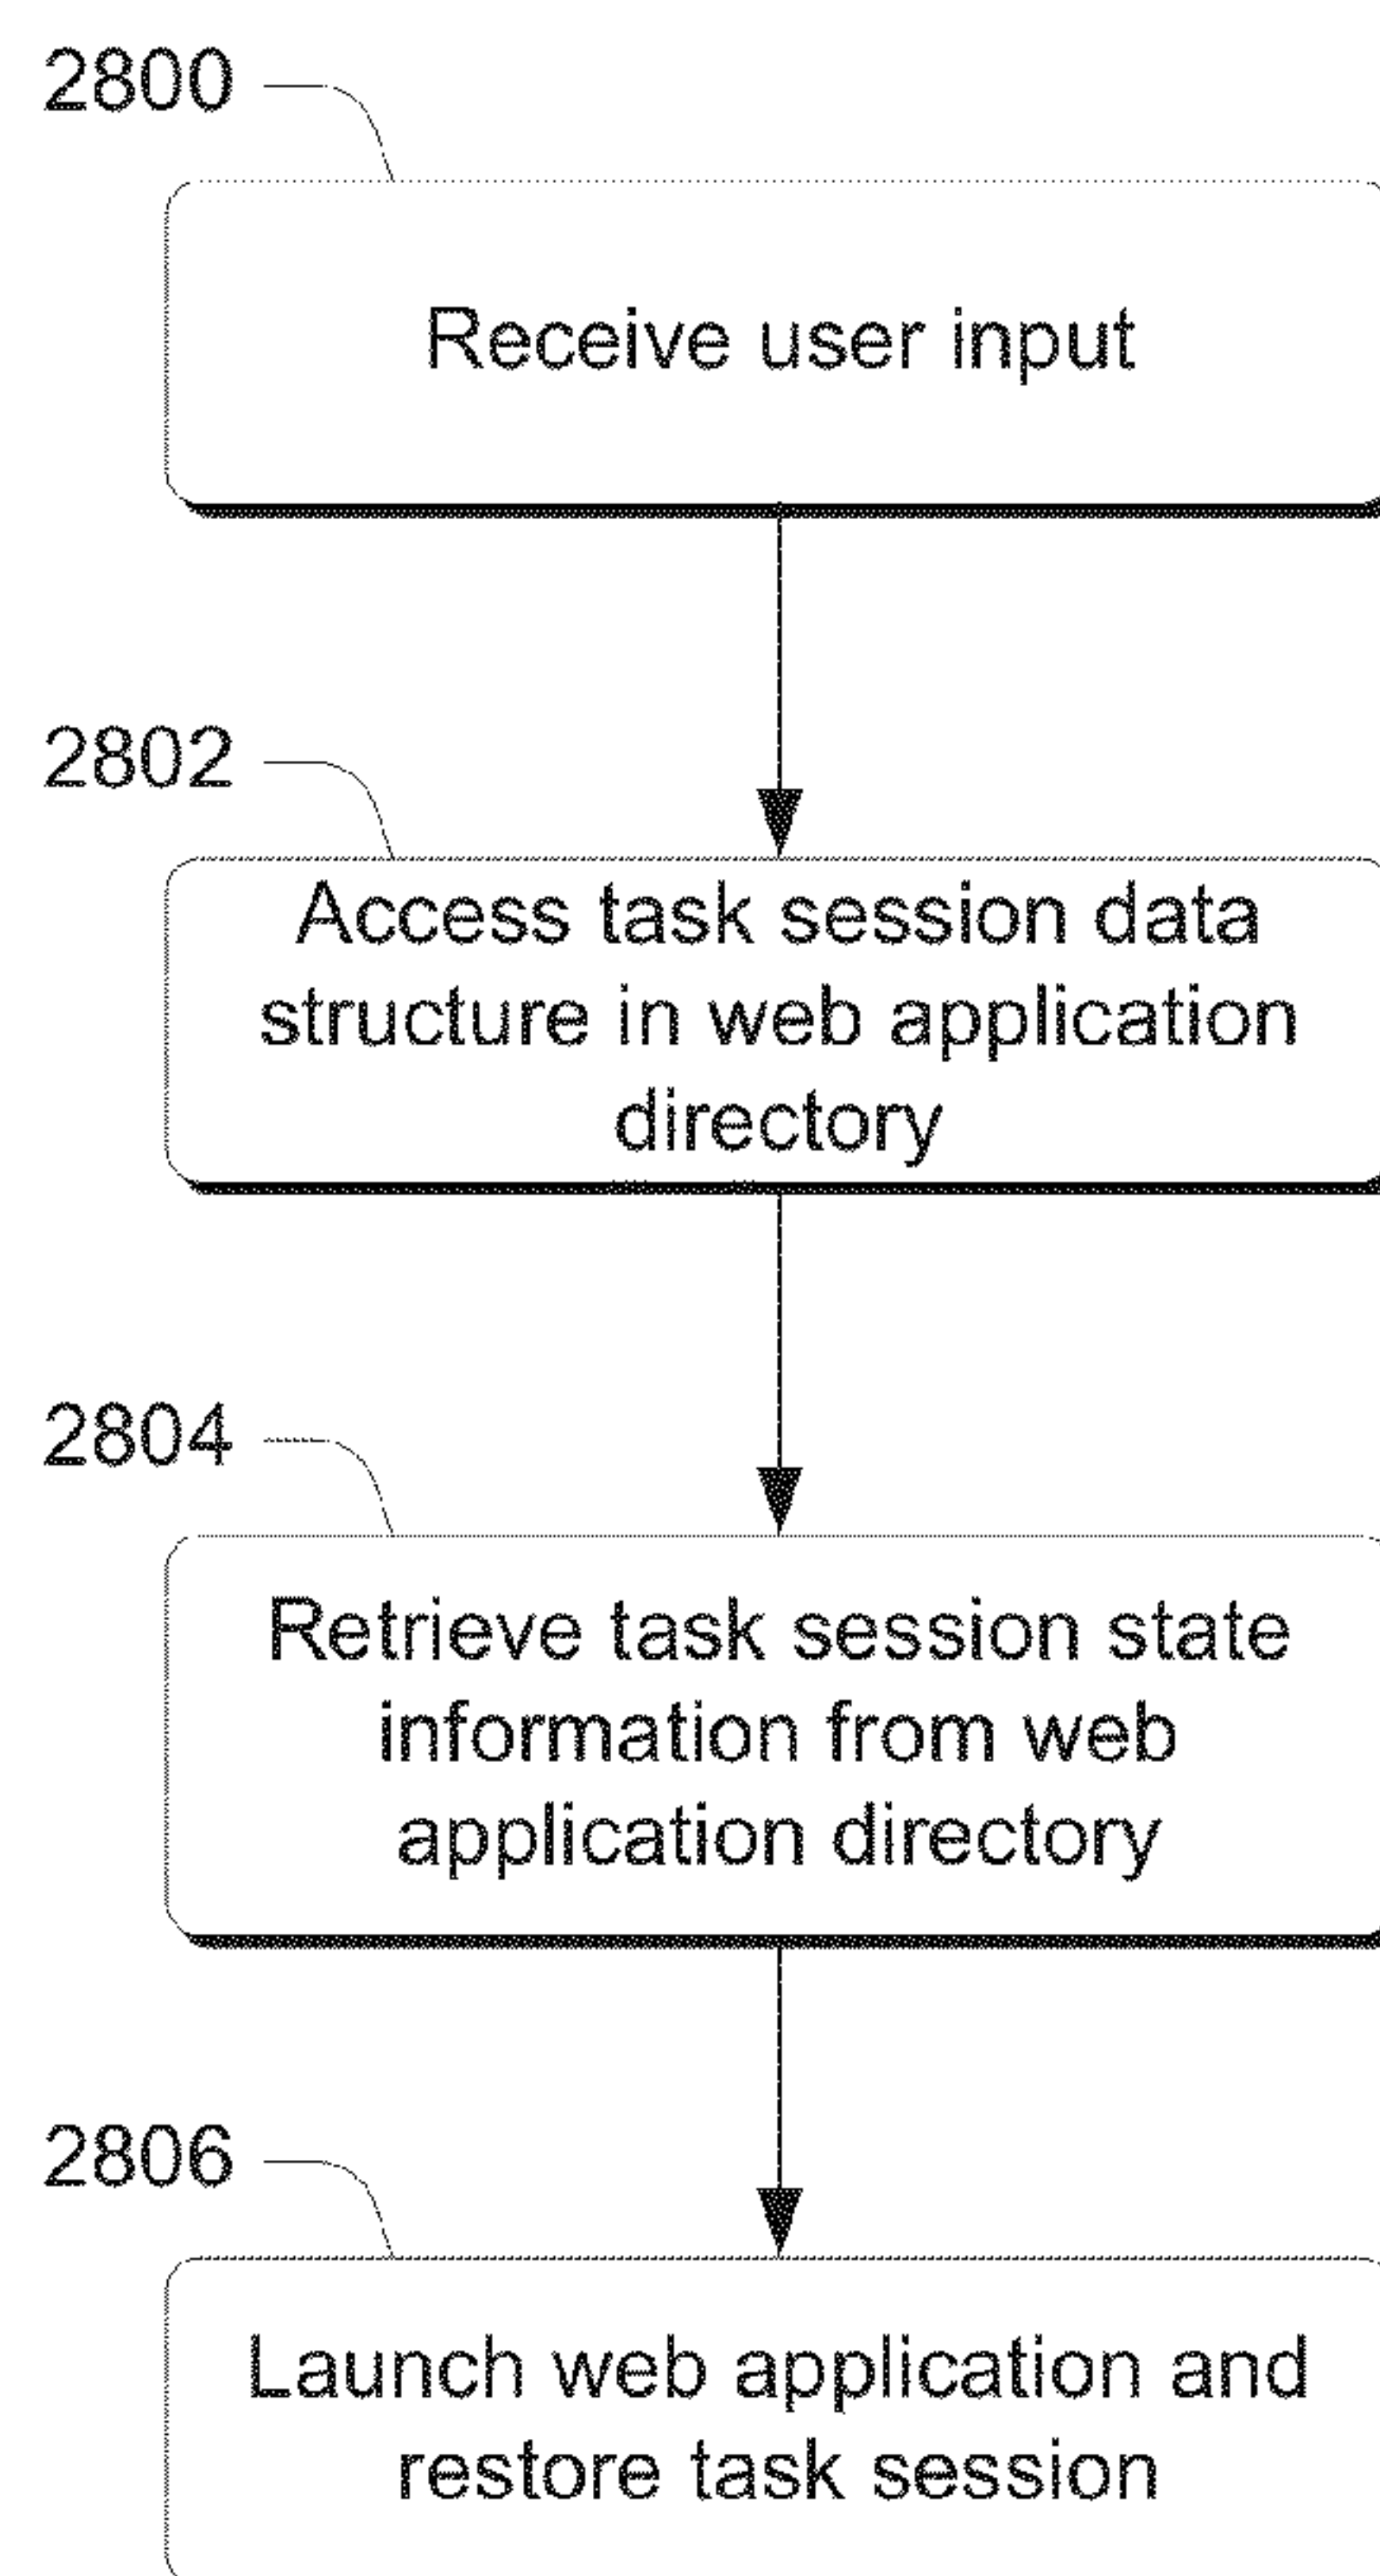 2800
Receive user input
2802
Access task session data
structure in web application
directory
2804
Retrieve task session state
information from web
application directory
2806
Launch web application and
restore task session